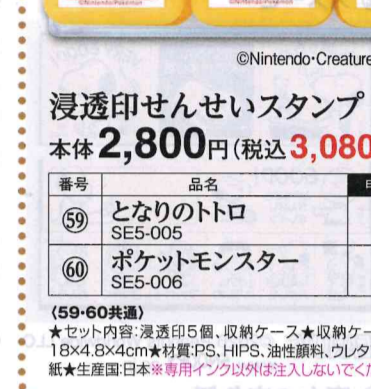 ©Nintendo/Pokémon
©Nintendo・Creature
浸透印せんせいスタンプ
本体2,800円(税込3,080
番号 品名
59 となりのトトロ
SE5-005
60 ポケットモンスター
SE5-006
〈59・60共通〉
★セット内容:浸透印5個、収納ケース★収納ケー
18×4.8×4cm★材質:PS、HIPS、油性顔料、ウレタ
紙★生産国:日本※専用インク以外は注入しないでくだ